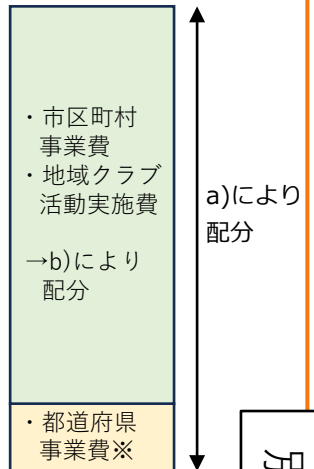 ・市区町村
事業費
・地域クラブ
活動実施費
→b)により
配分
a)により
配分
・都道府県
事業費※